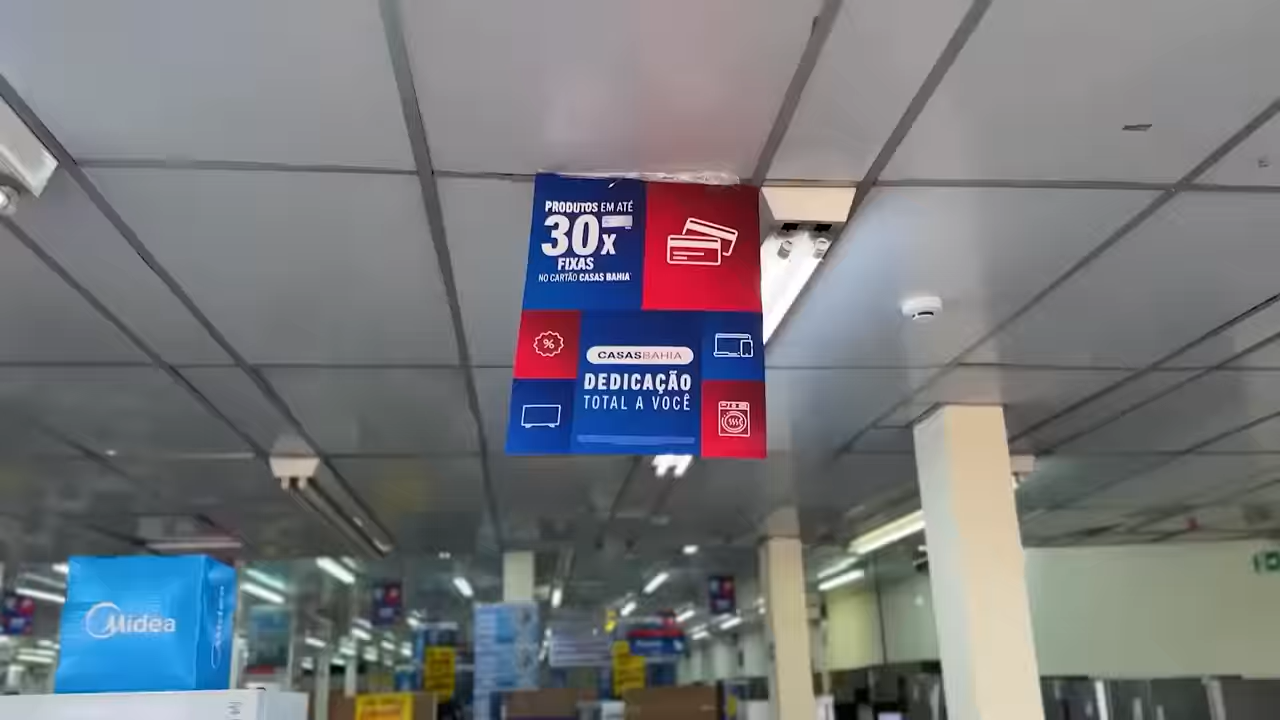 PRODUTOS EM ATÉ
30x
FIXAS
NO CARTÃO CASAS BAHIA
%
CASASBAHIA
DEDICAÇÃO
TOTAL A VOCÊ
Midea